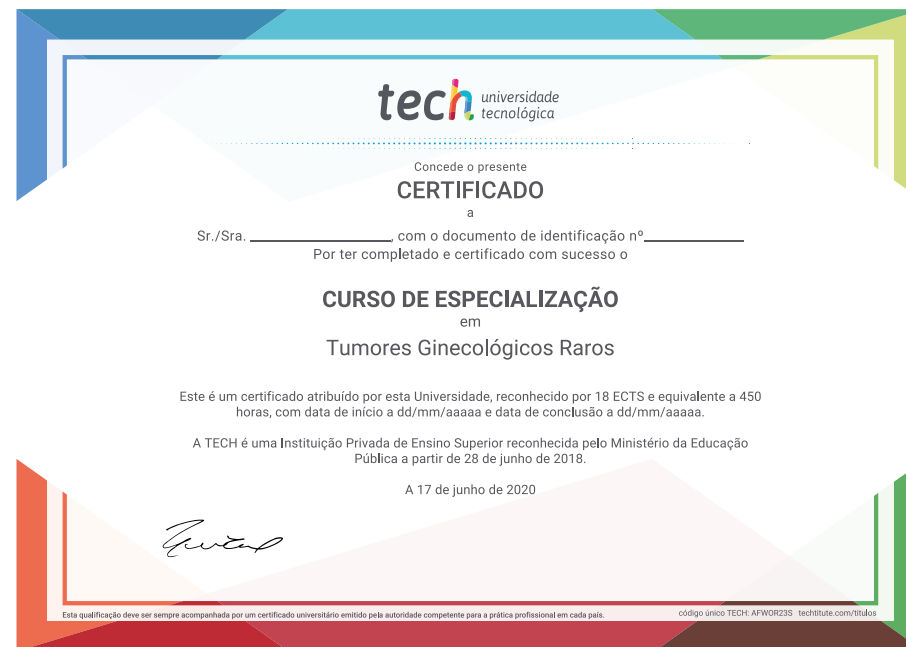 tech universidade
tecnológica
Concede o presente
CERTIFICADO
a
Sr./Sra. ____________________, com o documento de identificação nº______________
Por ter completado e certificado com sucesso o
CURSO DE ESPECIALIZAÇÃO
em
Tumores Ginecológicos Raros
Este é um certificado atribuído por esta Universidade, reconhecido por 18 ECTS e equivalente a 450
horas, com data de início a dd/mm/aaaaa e data de conclusão a dd/mm/aaaaa.
A TECH é uma Instituição Privada de Ensino Superior reconhecida pelo Ministério da Educação
Pública a partir de 28 de junho de 2018.
A 17 de junho de 2020
Esta qualificação deve ser sempre acompanhada por um certificado universitário emitido pela autoridade competente para a prática profissional em cada país.
código único TECH: AFWOR23S techtitute.com/titulos